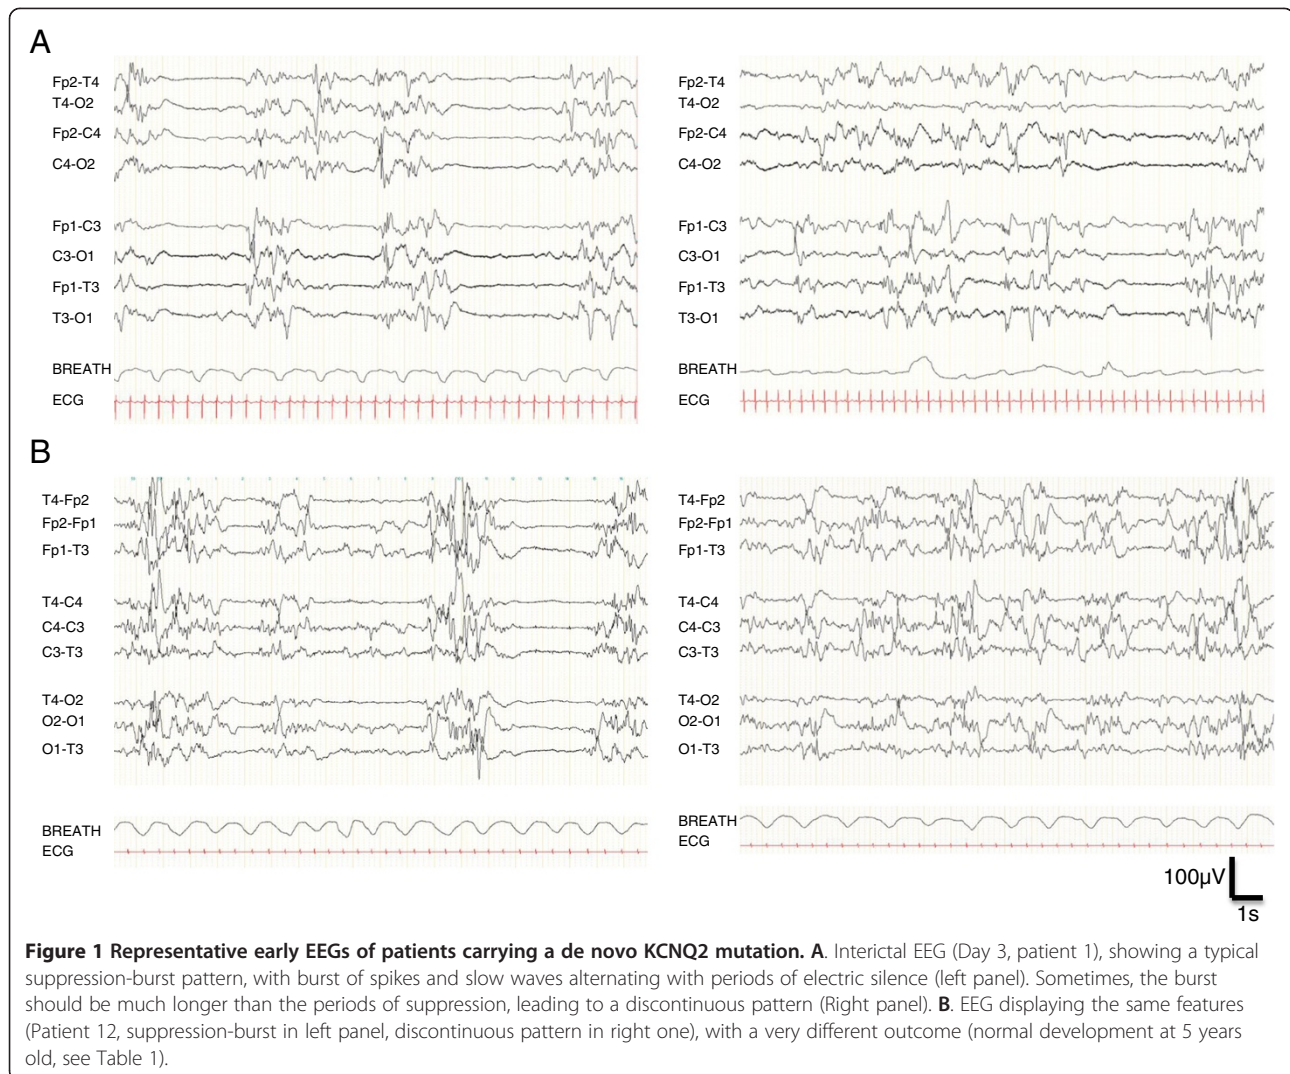 A
Fp2-T4
T4-O2
Fp2-C4
C4-O2
Fp1-C3
C3-O1
Fp1-T3
T3-O1
BREATH
ECG
Fp2-T4
T4-O2
Fp2-C4
C4-O2
Fp1-C3
C3-O1
Fp1-T3
T3-O1
BREATH
ECG
B
T4-Fp2
Fp2-Fp1
Fp1-T3
T4-C4
C4-C3
C3-T3
T4-O2
O2-O1
O1-T3
BREATH
ECG
T4-Fp2
Fp2-Fp1
Fp1-T3
T4-C4
C4-C3
C3-T3
T4-O2
O2-O1
O1-T3
BREATH
ECG
100µV
1s
Figure 1 Representative early EEGs of patients carrying a de novo KCNQ2 mutation. A. Interictal EEG (Day 3, patient 1), showing a typical
suppression-burst pattern, with burst of spikes and slow waves alternating with periods of electric silence (left panel). Sometimes, the burst
should be much longer than the periods of suppression, leading to a discontinuous pattern (Right panel). B. EEG displaying the same features
(Patient 12, suppression-burst in left panel, discontinuous pattern in right one), with a very different outcome (normal development at 5 years
old, see Table 1).